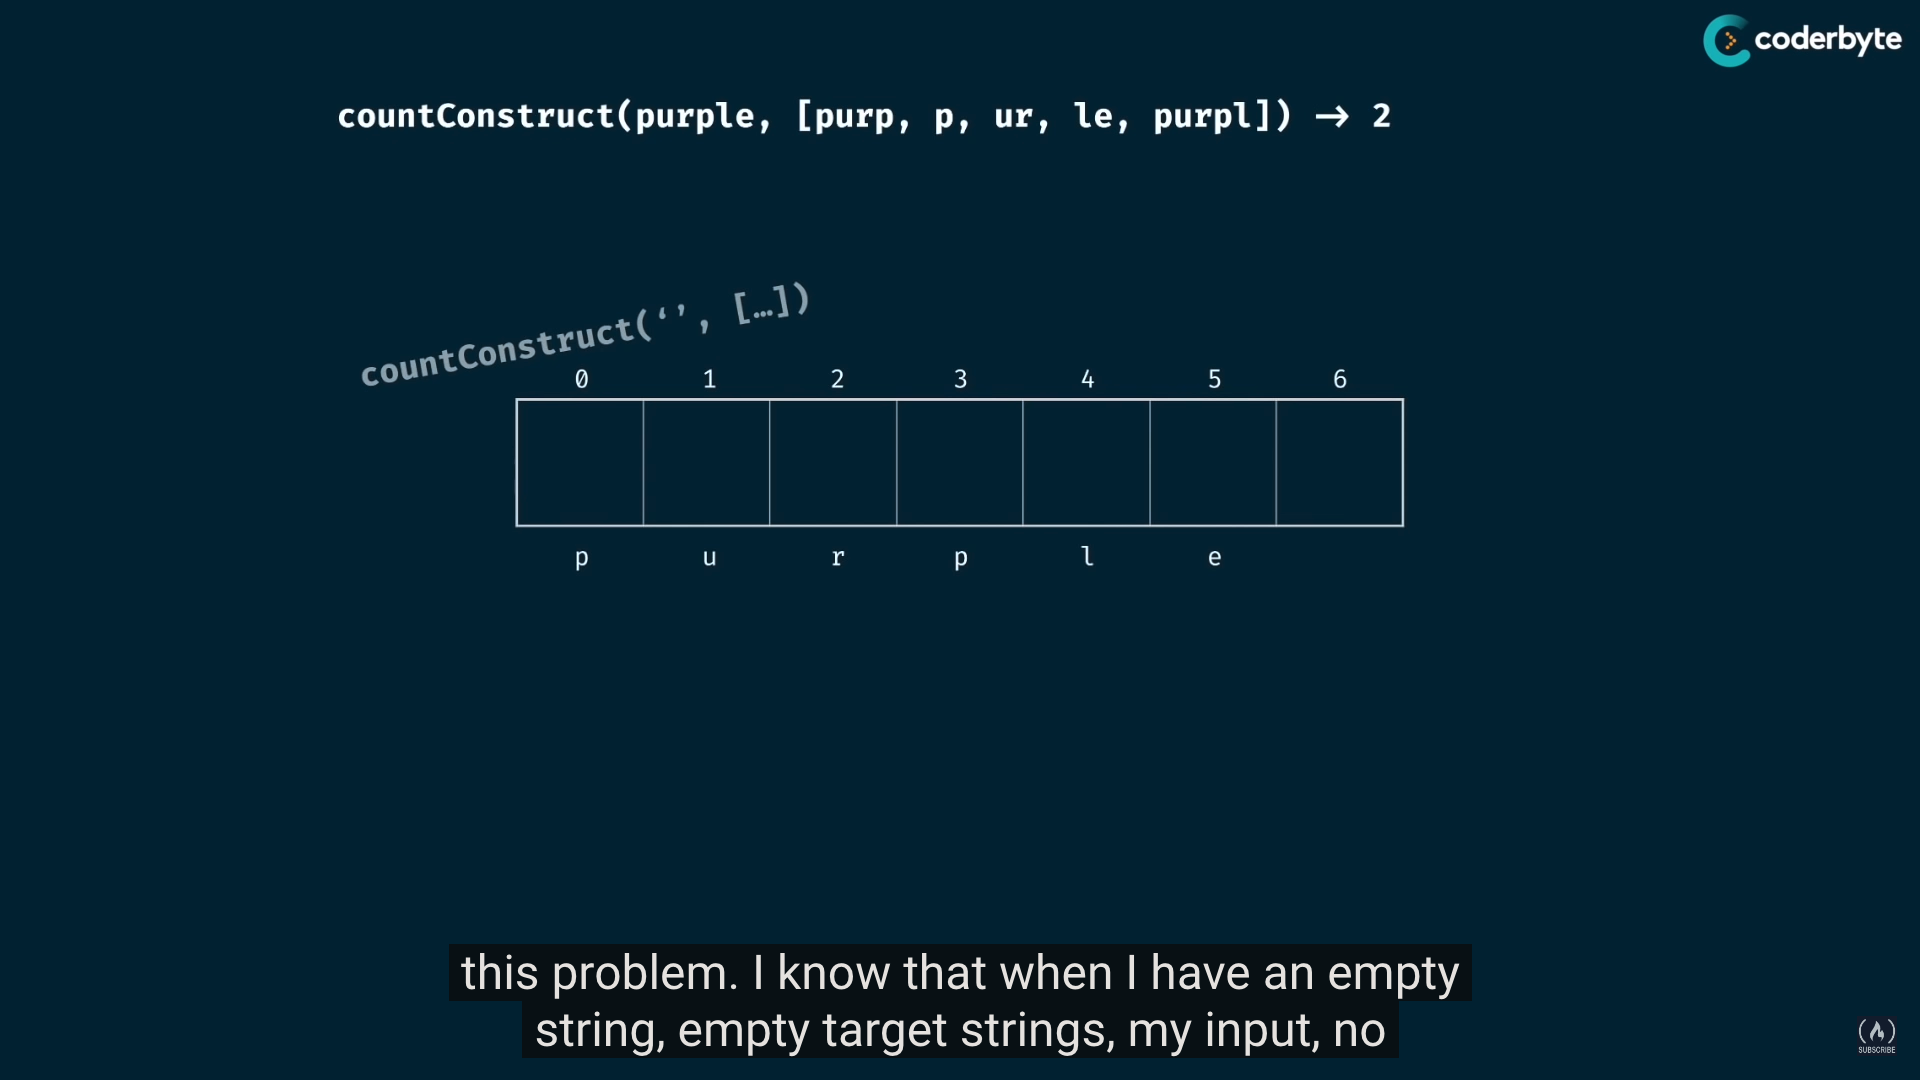 coderbyte
countConstruct(purple, [purp, p, ur, le, purpl]) → 2
countConstruct(‘’, […])
0 1 2 3 4 5 6
p u r p l e
this problem. I know that when I have an empty
string, empty target strings, my input, no
SUBSCRIBE